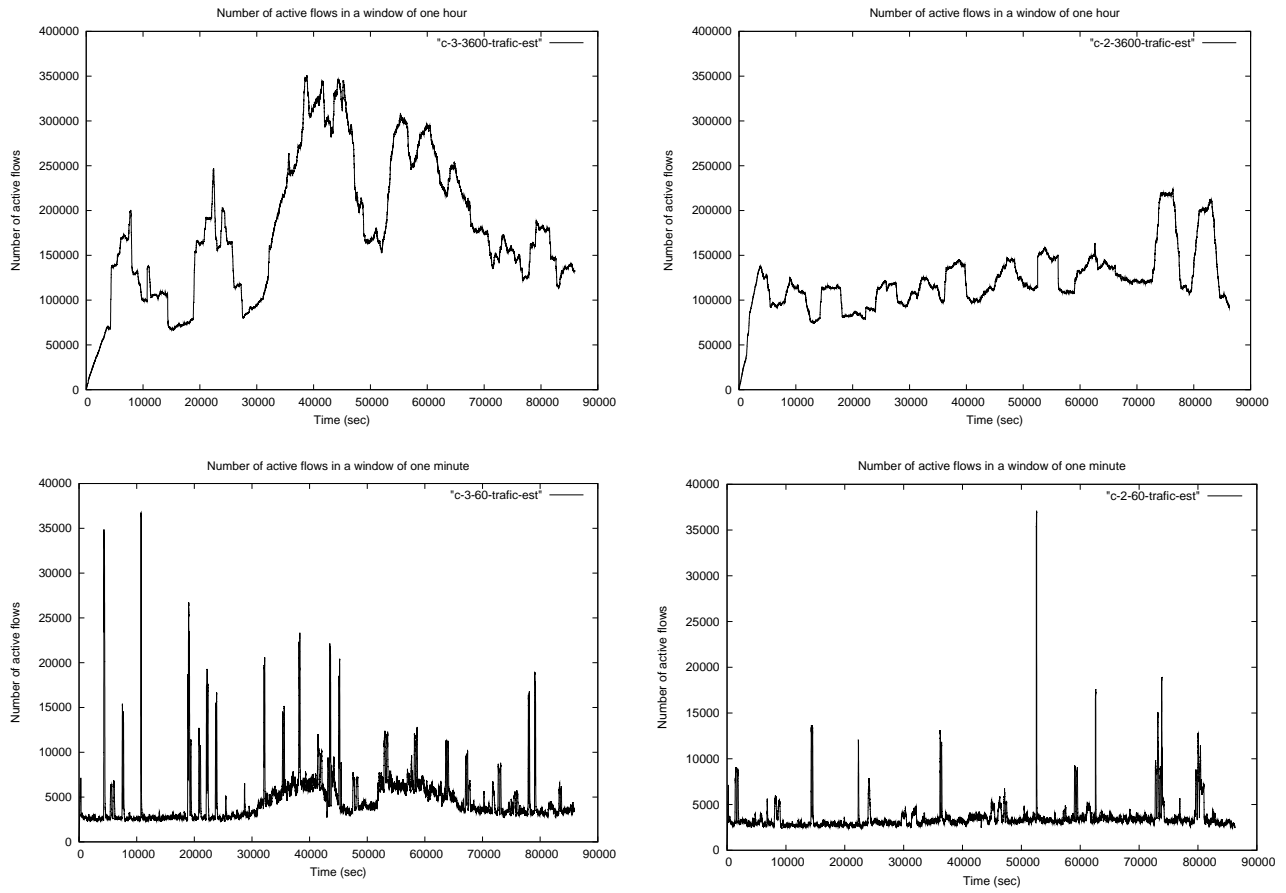 Number of active flows in a window of one hour
"c-3-3600-trafic-est"
400000
350000
300000
250000
200000
150000
100000
50000
0
Number of active flows
0 10000 20000 30000 40000 50000 60000 70000 80000 90000
Time (sec)
Number of active flows in a window of one hour
"c-2-3600-trafic-est"
400000
350000
300000
250000
200000
150000
100000
50000
0
Number of active flows
0 10000 20000 30000 40000 50000 60000 70000 80000 90000
Time (sec)
Number of active flows in a window of one minute
"c-3-60-trafic-est"
40000
35000
30000
25000
20000
15000
10000
5000
0
Number of active flows
0 10000 20000 30000 40000 50000 60000 70000 80000 90000
Time (sec)
Number of active flows in a window of one minute
"c-2-60-trafic-est"
40000
35000
30000
25000
20000
15000
10000
5000
0
Number of active flows
0 10000 20000 30000 40000 50000 60000 70000 80000 90000
Time (sec)